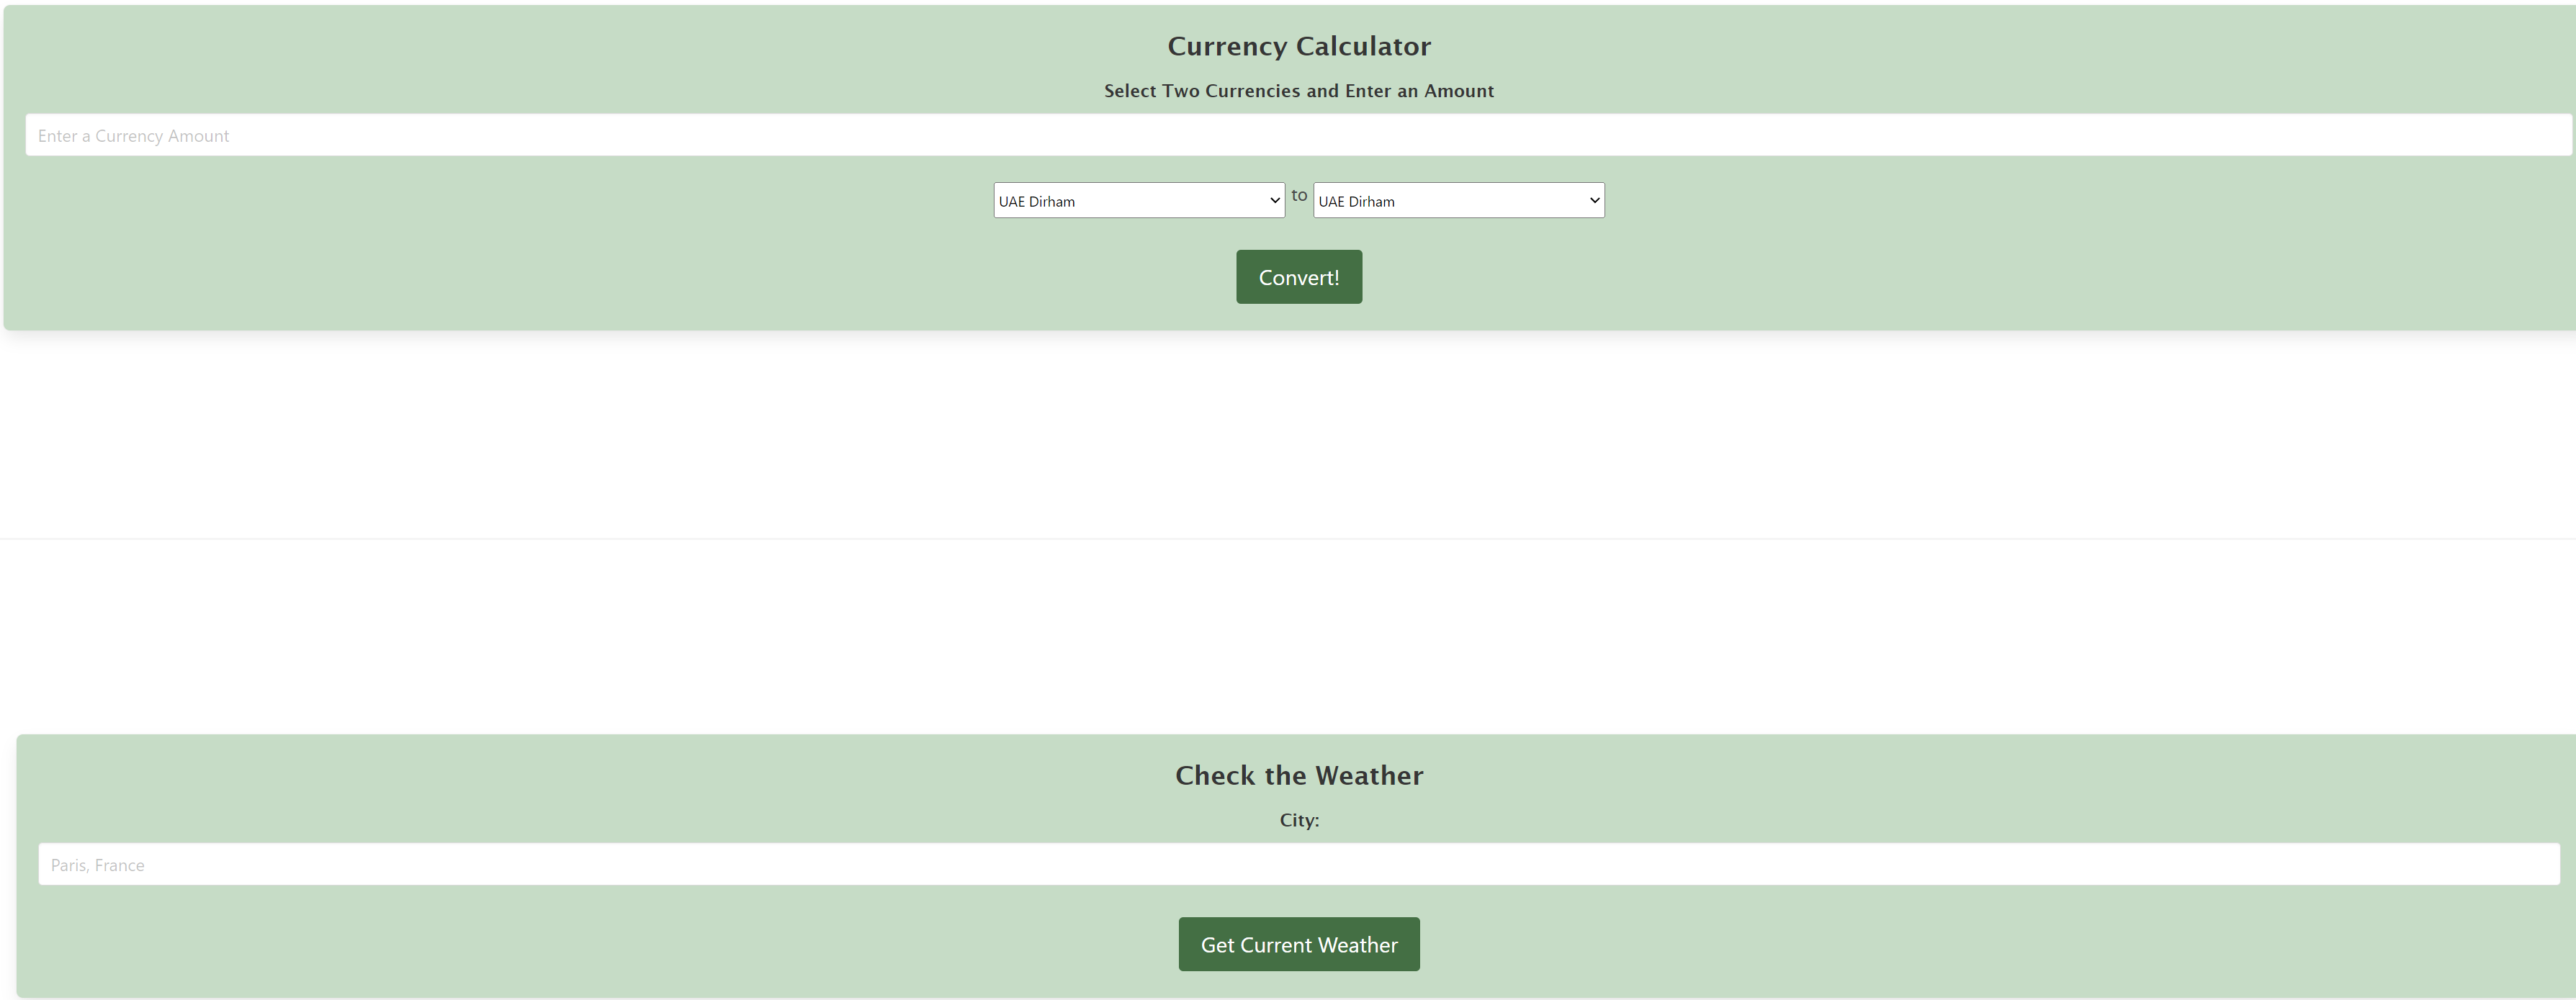 Currency Calculator
Select Two Currencies and Enter an Amount
Enter a Currency Amount
UAE Dirham to UAE Dirham
Convert!
Check the Weather
City:
Paris, France
Get Current Weather